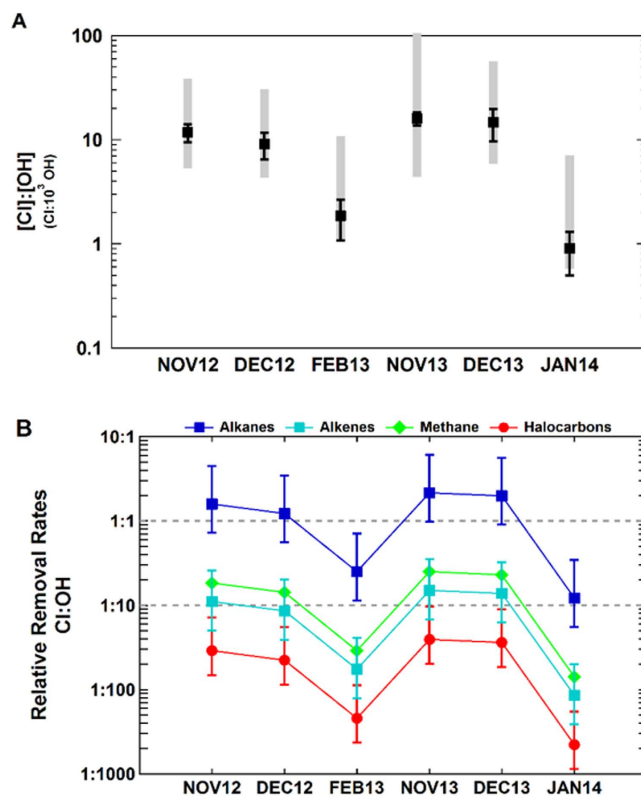 A
100
10
1
0.1
[Cl]:[OH]
(Cl:10³ OH)
NOV12 DEC12 FEB13 NOV13 DEC13 JAN14
B
Alkanes Alkenes Methane Halocarbons
10:1
1:1
1:10
1:100
1:1000
Relative Removal Rates
Cl:OH
NOV12 DEC12 FEB13 NOV13 DEC13 JAN14